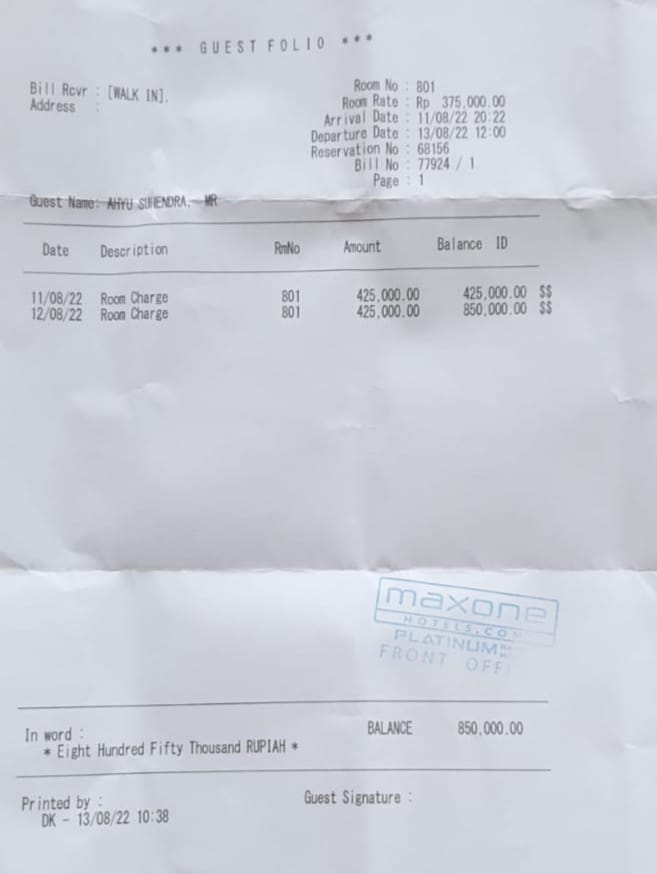 *** GUEST FOLIO ***
Bill Rcvr : [WALK IN].
Address :
Room No : 801
Room Rate : Rp 375,000.00
Arrival Date : 11/08/22 20:22
Departure Date : 13/08/22 12:00
Reservation No : 68156
Bill No : 77924 / 1
Page : 1
Guest Name: AHYU SUHENDRA, MR
Date Description RmNo Amount Balance ID
11/08/22 Room Charge 801 425,000.00 425,000.00 $$
12/08/22 Room Charge 801 425,000.00 850,000.00 $$
maxone
HOTELS.COM
PLATINUM
FRONT OFF
In word : BALANCE 850,000.00
* Eight Hundred Fifty Thousand RUPIAH *
Printed by : Guest Signature :
DK - 13/08/22 10:38